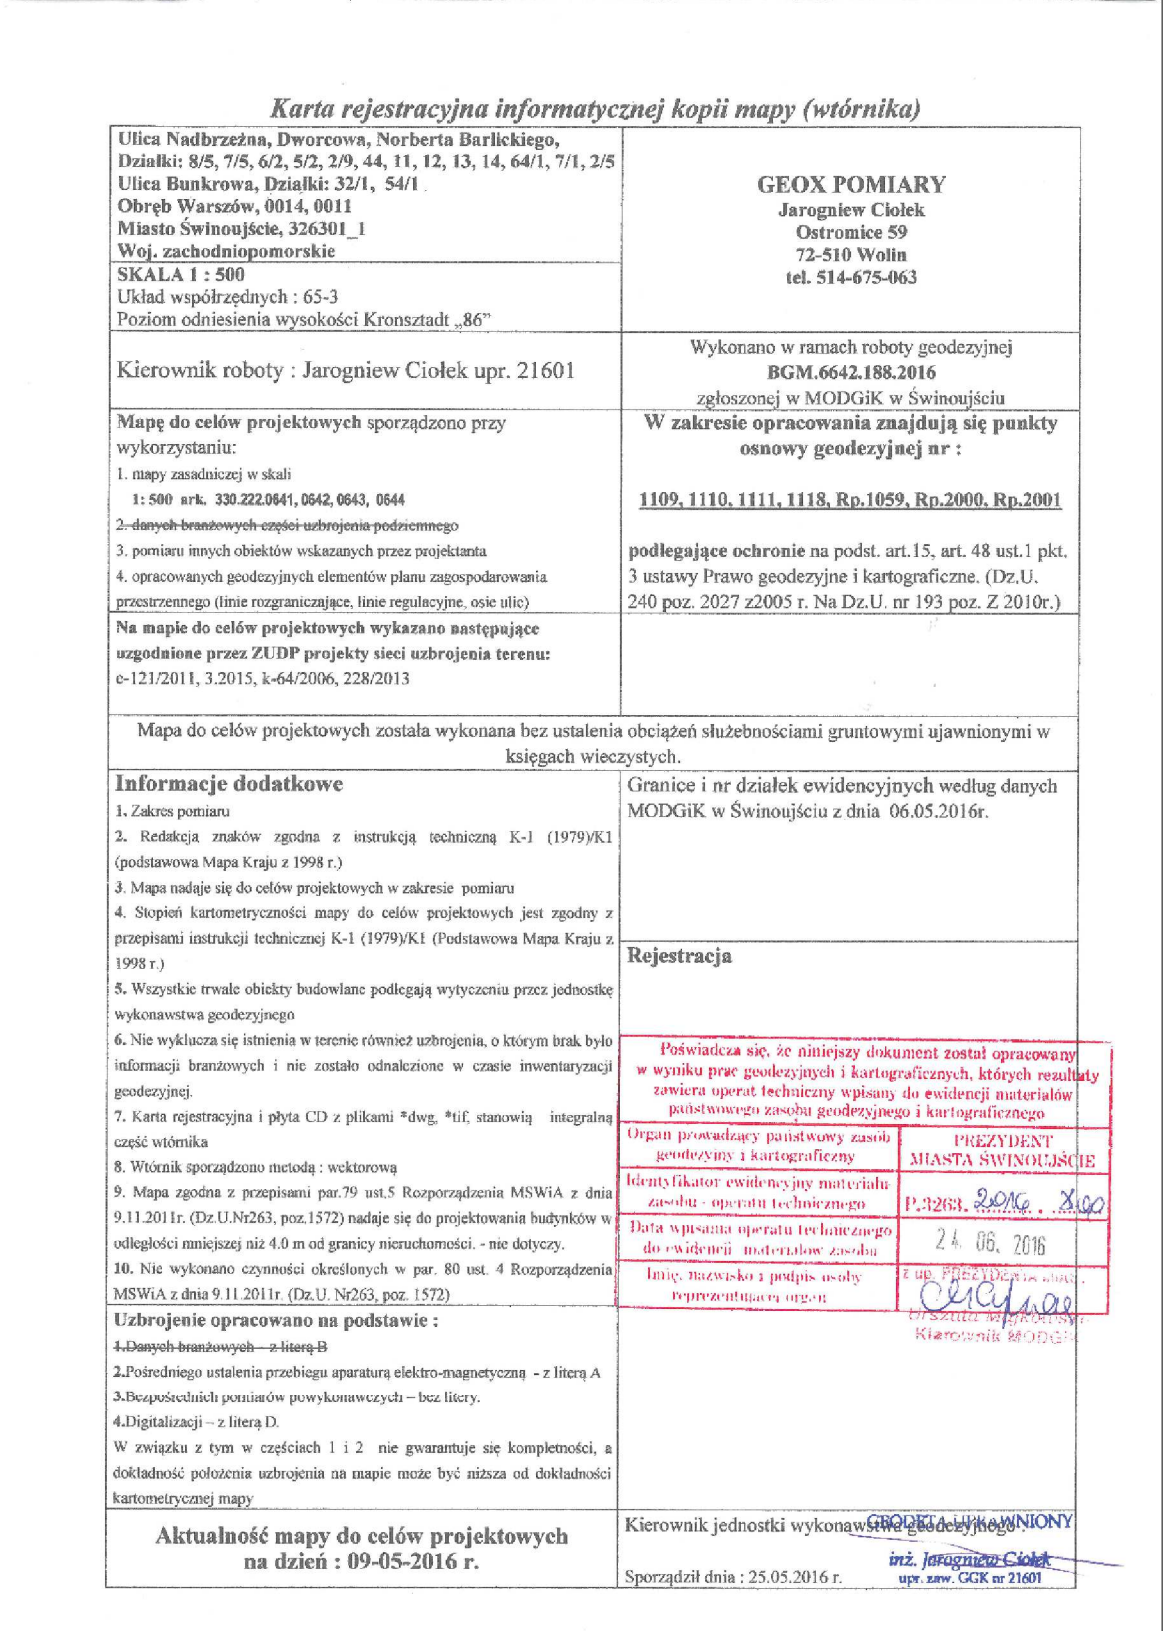 Karta rejestracyjna informatycznej kopii mapy (wtórnika)
Ulica Nadbrzeżna, Dworcowa, Norberta Barlickiego,
Działki: 8/5, 7/5, 6/2, 5/2, 2/9, 44, 11, 12, 13, 14, 64/1, 7/1, 2/5
Ulica Bunkrowa, Działki: 32/1, 54/1
Obręb Warszów, 0014, 0011
Miasto Świnoujście, 326301_1
Woj. zachodniopomorskie
GEOX POMIARY
Jarogniew Ciołek
Ostromice 59
72-510 Wolin
tel. 514-675-063
SKALA 1 : 500
Układ współrzędnych : 65-3
Poziom odniesienia wysokości Kronsztadt „86”
Kierownik roboty : Jarogniew Ciołek upr. 21601
Wykonano w ramach roboty geodezyjnej
BGM.6642.188.2016
zgłoszonej w MODGiK w Świnoujściu
Mapę do celów projektowych sporządzono przy
wykorzystaniu:
1. mapy zasadniczej w skali
1: 500 ark. 330.222.0641, 0642, 0643, 0644
2. danych branżowych części uzbrojenia podziemnego
3. pomiaru innych obiektów wskazanych przez projektanta
4. opracowanych geodezyjnych elementów planu zagospodarowania
przestrzennego (linie rozgraniczające, linie regulacyjne, osie ulic)
W zakresie opracowania znajdują się punkty
osnowy geodezyjnej nr :
1109, 1110, 1111, 1118, Rp.1059, Rp.2000, Rp.2001
podlegające ochronie na podst. art.15, art. 48 ust.1 pkt.
3 ustawy Prawo geodezyjne i kartograficzne. (Dz.U.
240 poz. 2027 z2005 r. Na Dz.U. nr 193 poz. Z 2010r.)
Na mapie do celów projektowych wykazano następujące
uzgodnione przez ZUDP projekty sieci uzbrojenia terenu:
e-121/2011, 3.2015, k-64/2006, 228/2013
Mapa do celów projektowych została wykonana bez ustalenia obciążeń służebnościami gruntowymi ujawnionymi w
księgach wieczystych.
Informacje dodatkowe
1. Zakres pomiaru
2. Redakcja znaków zgodna z instrukcją techniczną K-1 (1979)/K1
(podstawowa Mapa Kraju z 1998 r.)
3. Mapa nadaje się do celów projektowych w zakresie pomiaru
4. Stopień kartometryczności mapy do celów projektowych jest zgodny z
przepisami instrukcji technicznej K-1 (1979)/K1 (Podstawowa Mapa Kraju z
1998 r.)
5. Wszystkie trwałe obiekty budowlane podlegają wytyczeniu przez jednostkę
wykonawstwa geodezyjnego
6. Nie wyklucza się istnienia w terenie również uzbrojenia, o którym brak było
informacji branżowych i nie zostało odnalezione w czasie inwentaryzacji
geodezyjnej.
7. Karta rejestracyjna i płyta CD z plikami *dwg, *tif, stanowią integralną
część wtórnika
8. Wtórnik sporządzono metodą : wektorową
9. Mapa zgodna z przepisami par.79 ust.5 Rozporządzenia MSWiA z dnia
9.11.2011r. (Dz.U.Nr263, poz.1572) nadaje się do projektowania budynków w
odległości mniejszej niż 4.0 m od granicy nieruchomości. - nie dotyczy.
10. Nie wykonano czynności określonych w par. 80 ust. 4 Rozporządzenia
MSWiA z dnia 9.11.2011r. (Dz.U. Nr263, poz. 1572)
Granice i nr działek ewidencyjnych według danych
MODGiK w Świnoujściu z dnia 06.05.2016r.
Rejestracja
Poświadcza się, że niniejszy dokument został opracowany
w wyniku prac geodezyjnych i kartograficznych, których rezultaty
zawiera operat techniczny wpisany do ewidencji materiałów
państwowego zasobu geodezyjnego i kartograficznego
Organ prowadzący państwowy zasób
geodezyjny i kartograficzny
PREZYDENT
MIASTA ŚWINOUJŚCIE
Identyfikator ewidencyjny materiału
zasobu - operatu technicznego
P.3263. 2016 .
Data wpisania operatu technicznego
do ewidencji materiałów zasobu
24. 06. 2016
Imię, nazwisko i podpis osoby
reprezentującej organ
z up. PREZYDENTA
Urszula
Kierownik MODG
Uzbrojenie opracowano na podstawie :
1.Danych branżowych – z literą B
2.Pośredniego ustalenia przebiegu aparaturą elektro-magnetyczną - z literą A
3.Bezpośrednich pomiarów powykonawczych – bez litery.
4.Digitalizacji – z literą D.
W związku z tym w częściach 1 i 2 nie gwarantuje się kompletności, a
dokładność położenia uzbrojenia na mapie może być niższa od dokładności
kartometrycznej mapy
Aktualność mapy do celów projektowych
na dzień : 09-05-2016 r.
Kierownik jednostki wykonawstwa geodezyjnego
GEODETA UPRAWNIONY
inż. Jarogniew Ciołek
upr. zaw. GGK nr 21601
Sporządził dnia : 25.05.2016 r.